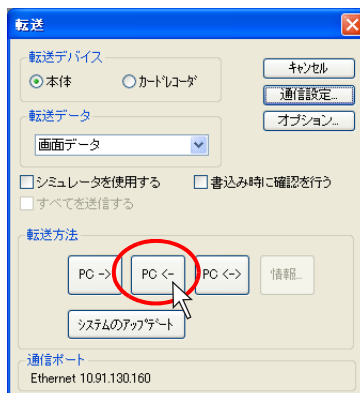 転送
転送デバイス
本体 カードレコーダ
キャンセル
通信設定...
オプション...
転送データ
画面データ
シミュレータを使用する 書込み時に確認を行う
すべてを送信する
転送方法
PC -> PC <- PC <-> 情報...
システムのアップデート
通信ポート
Ethernet 10.91.130.160